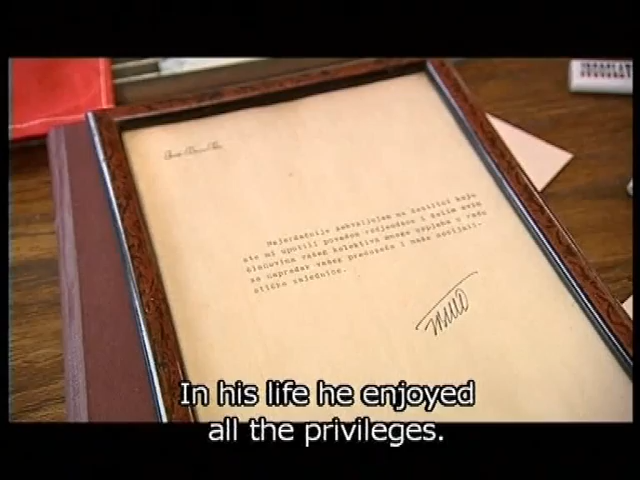 Najsrdačnije zahvaljujem na čestitci koju
ste mi uputili povodom rodjendana i želim svim
članovima vašeg kolektiva mnogo uspjeha u radu
za napredak vašeg preduzeća i naše socijali-
stičke zajednice.
In his life he enjoyed
all the privileges.